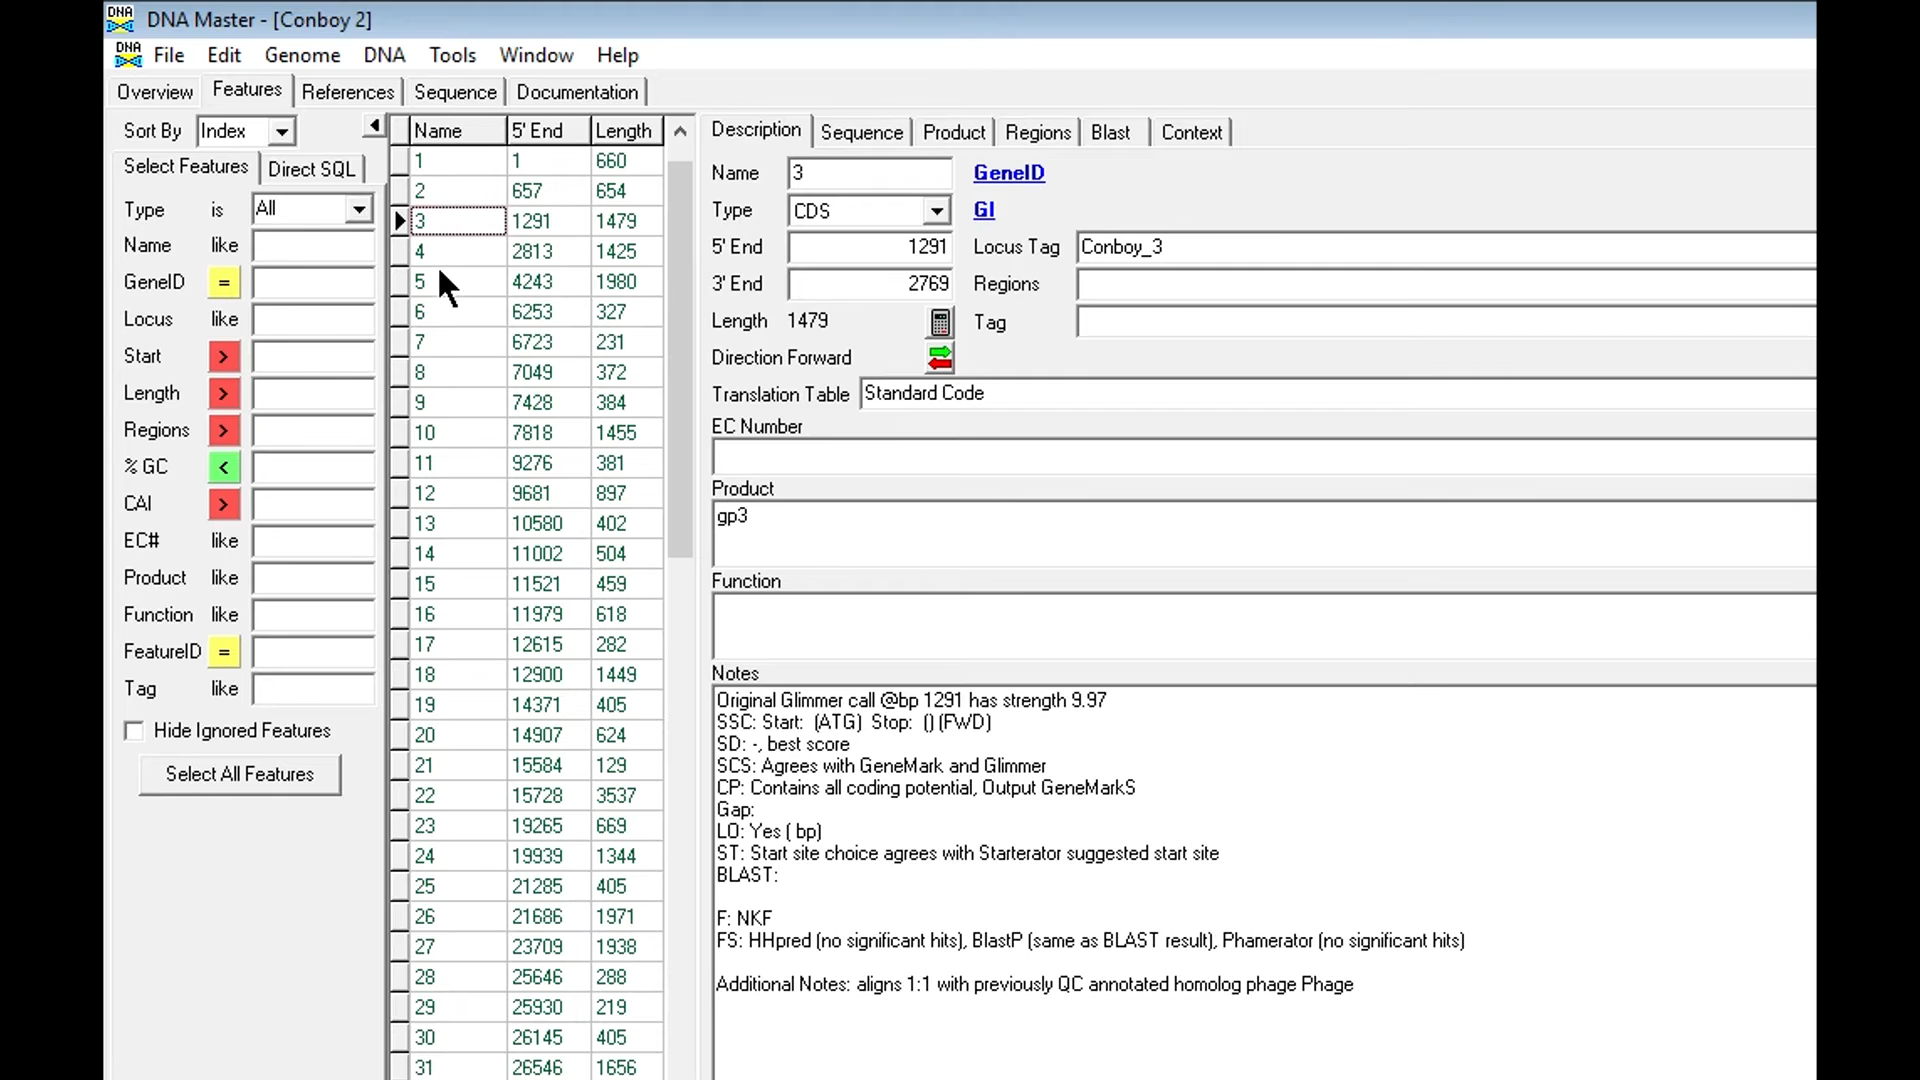 DNA DNA Master - [Conboy 2]
DNA File Edit Genome DNA Tools Window Help
Overview Features References Sequence Documentation
Sort By Index
Select Features Direct SQL
Type is All
Name like
GeneID =
Locus like
Start >
Length >
Regions >
% GC <
CAI >
EC# like
Product like
Function like
FeatureID =
Tag like
Hide Ignored Features
Select All Features
Name 5' End Length
1 1 660
2 657 654
3 1291 1479
4 2813 1425
5 4243 1980
6 6253 327
7 6723 231
8 7049 372
9 7428 384
10 7818 1455
11 9276 381
12 9681 897
13 10580 402
14 11002 504
15 11521 459
16 11979 618
17 12615 282
18 12900 1449
19 14371 405
20 14907 624
21 15584 129
22 15728 3537
23 19265 669
24 19939 1344
25 21285 405
26 21686 1971
27 23709 1938
28 25646 288
29 25930 219
30 26145 405
31 26546 1656
Description Sequence Product Regions Blast Context
Name 3 GeneID
Type CDS GI
5' End 1291 Locus Tag Conboy_3
3' End 2769 Regions
Length 1479 Tag
Direction Forward
Translation Table Standard Code
EC Number
Product
gp3
Function
Notes
Original Glimmer call @bp 1291 has strength 9.97
SSC: Start: (ATG) Stop: () (FWD)
SD: -, best score
SCS: Agrees with GeneMark and Glimmer
CP: Contains all coding potential, Output GeneMarkS
Gap:
LO: Yes ( bp)
ST: Start site choice agrees with Starterator suggested start site
BLAST:
F: NKF
FS: HHpred (no significant hits), BlastP (same as BLAST result), Phamerator (no significant hits)
Additional Notes: aligns 1:1 with previously QC annotated homolog phage Phage